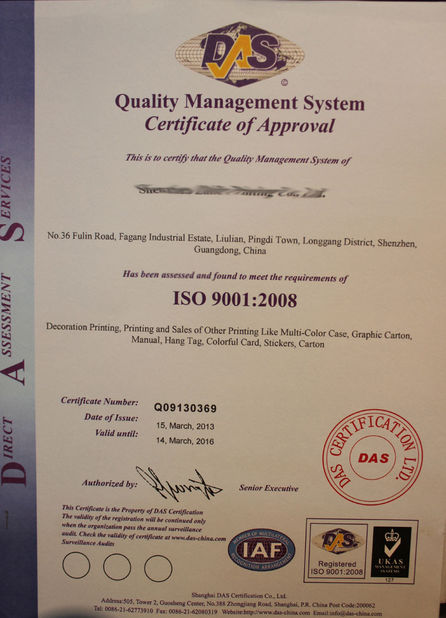 DAS
©
Quality Management System
Certificate of Approval
This is to certify that the Quality Management System of
No.36 Fulin Road, Fagang Industrial Estate, Liulian, Pingdi Town, Longgang District, Shenzhen,
Guangdong, China
Has been assessed and found to meet the requirements of
ISO 9001:2008
Decoration Printing, Printing and Sales of Other Printing Like Multi-Color Case, Graphic Carton,
Manual, Hang Tag, Colorful Card, Stickers, Carton
Certificate Number: Q09130369
Date of Issue: 15, March, 2013
Valid until: 14, March, 2016
Authorized by: Senior Executive
DAS CERTIFICATION LTD.
DAS
This Certificate is the Property of DAS Certification
The validity of the registration will be continued only
when the organization pass the annual surveillance
audit. Check the validity of certificate at www.das-china.com
Surveillance Audits
MEMBER OF MULTILATERAL
IAF
RECOGNITION ARRANGEMENT
DAS
Registered
ISO 9001:2008
UKAS
MANAGEMENT
SYSTEMS
127
Shanghai DAS Certification Co., Ltd.
Address:505, Tower 2, Guosheng Center, No.388 Zhongjiang Road, Shanghai, P.R. China Post Code:200062
Tel: 0086-21-62773910 Fax: 0086-21-62080319 Website:http://www.das-china.com Email:info@das-china.com
DIRECT ASSESSMENT SERVICES